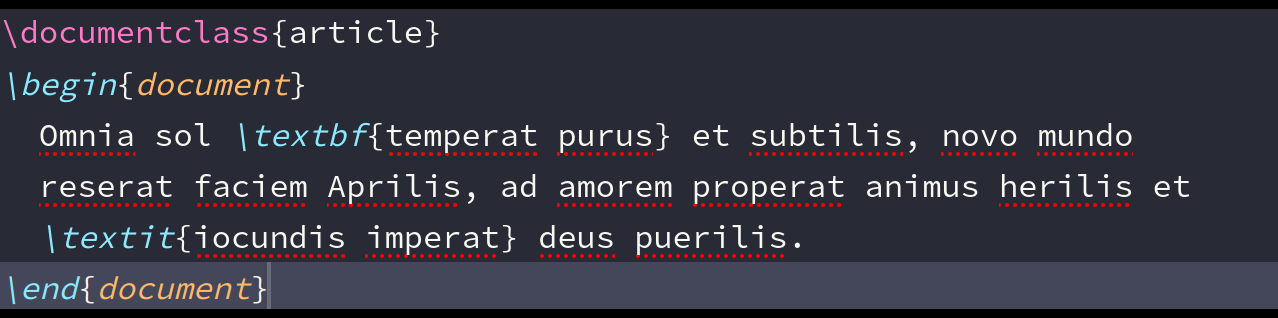 \documentclass{article}
\begin{document}
Omnia sol \textbf{temperat purus} et subtilis, novo mundo
reserat faciem Aprilis, ad amorem properat animus herilis et
\textit{iocundis imperat} deus puerilis.
\end{document}